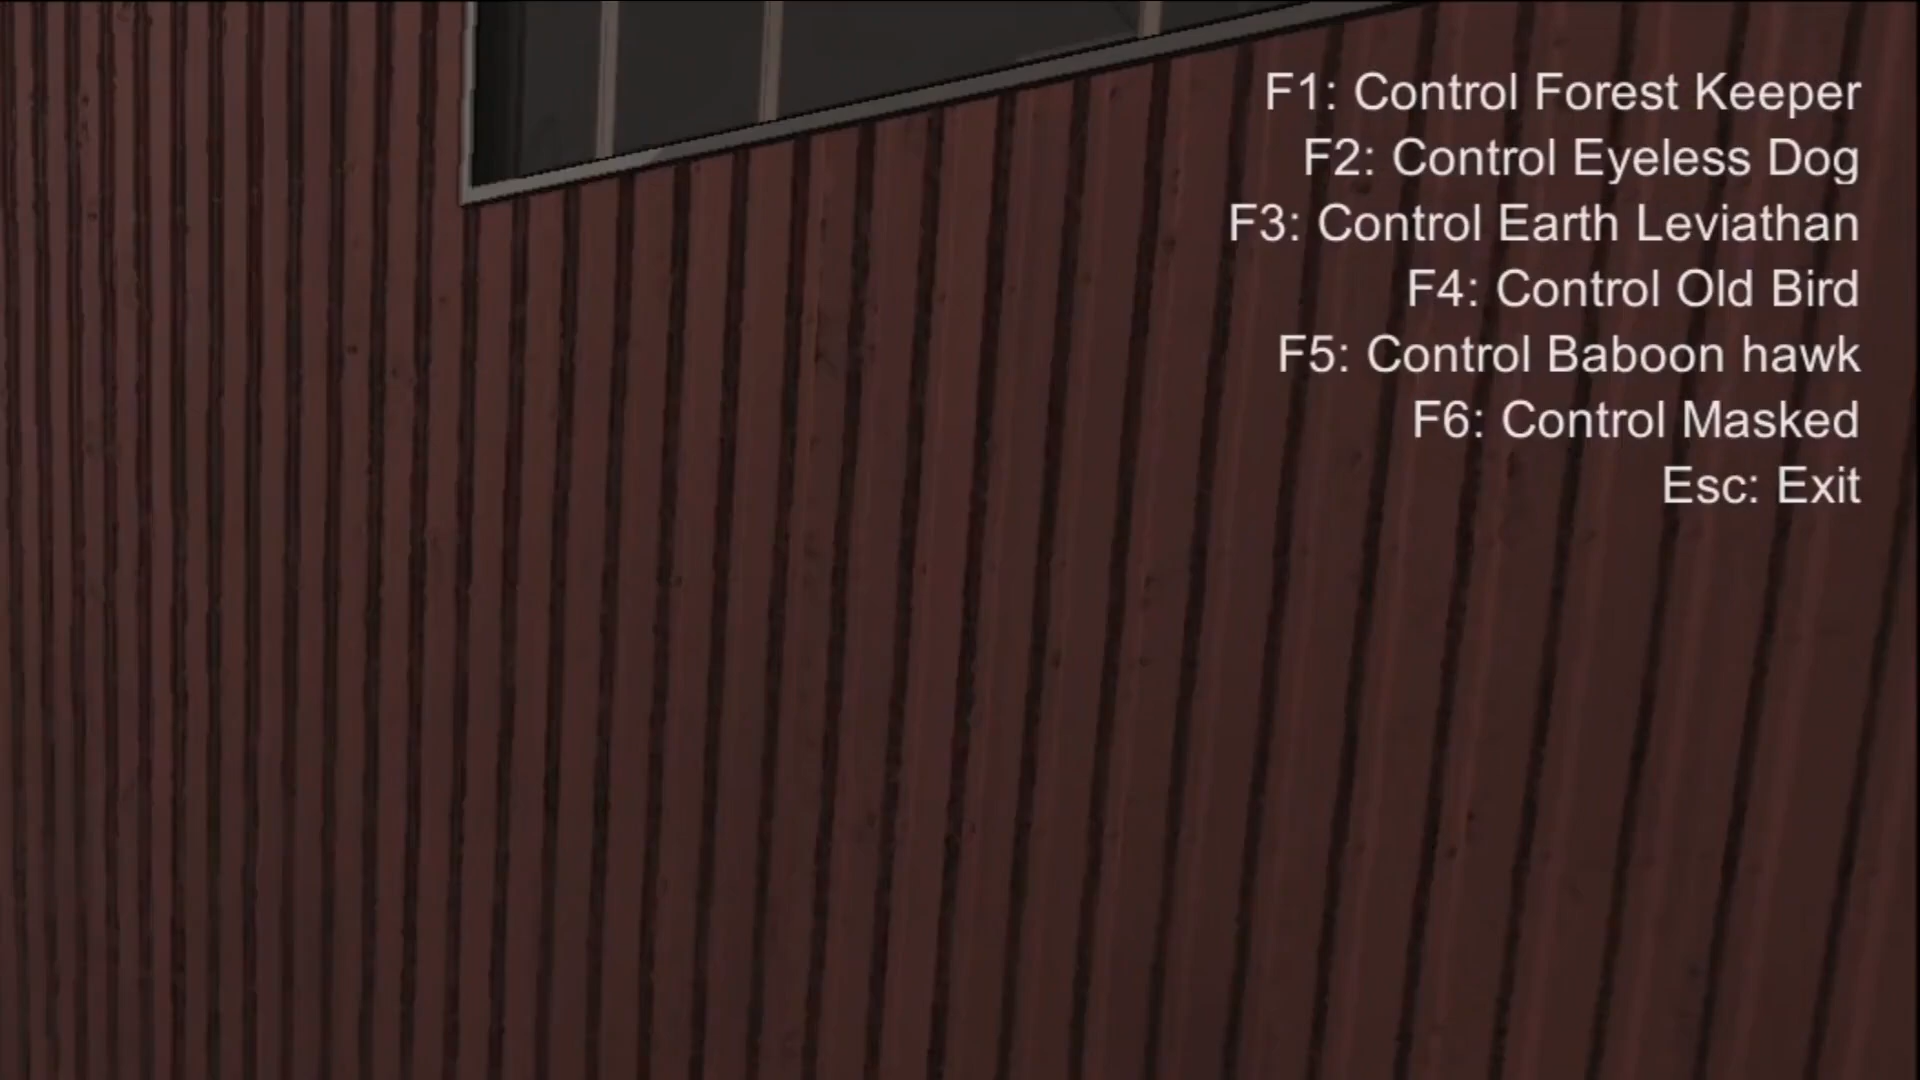 F1: Control Forest Keeper
F2: Control Eyeless Dog
F3: Control Earth Leviathan
F4: Control Old Bird
F5: Control Baboon hawk
F6: Control Masked
Esc: Exit